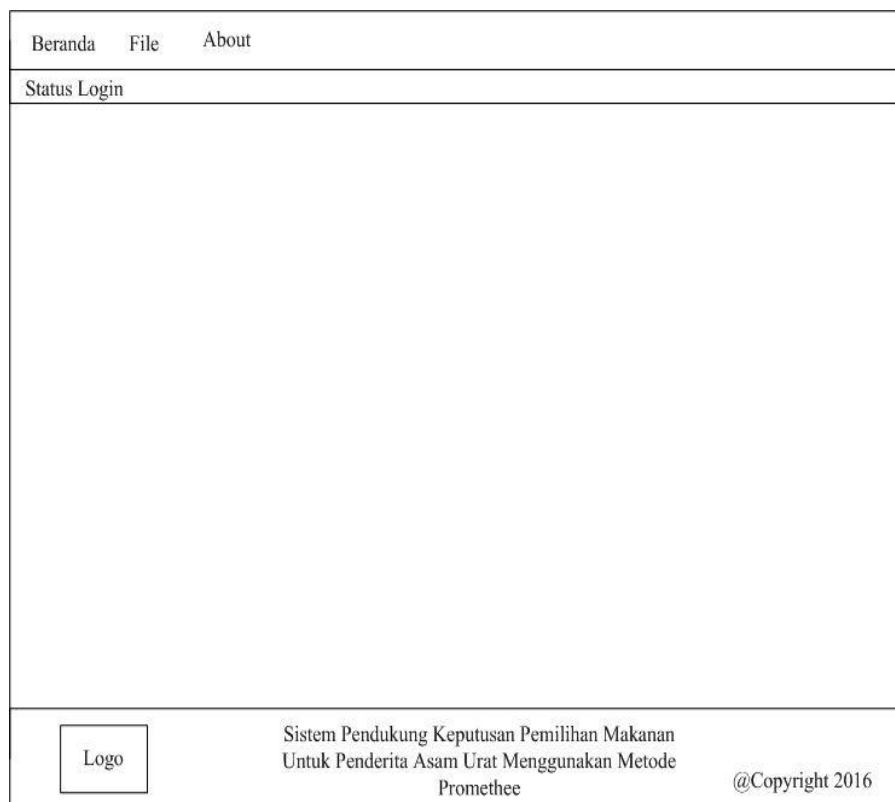 Beranda File About
Status Login
Logo
Sistem Pendukung Keputusan Pemilihan Makanan
Untuk Penderita Asam Urat Menggunakan Metode
Promethee
@Copyright 2016